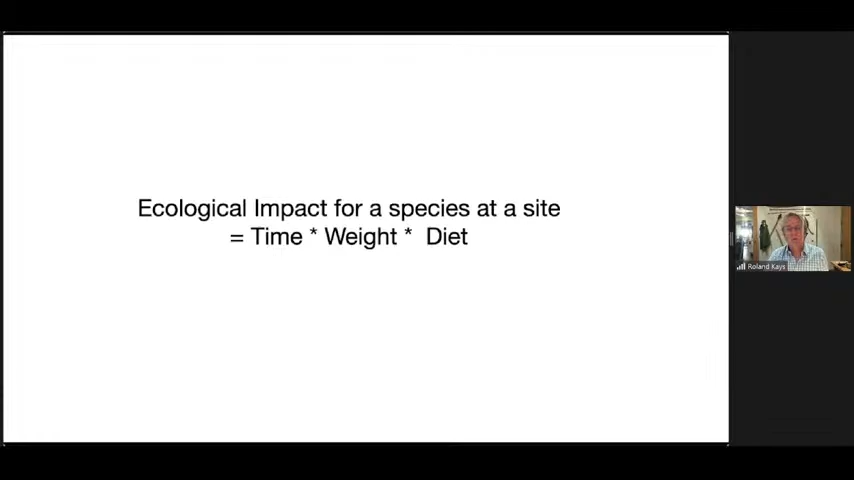 Ecological Impact for a species at a site
= Time * Weight * Diet
Roland Kays